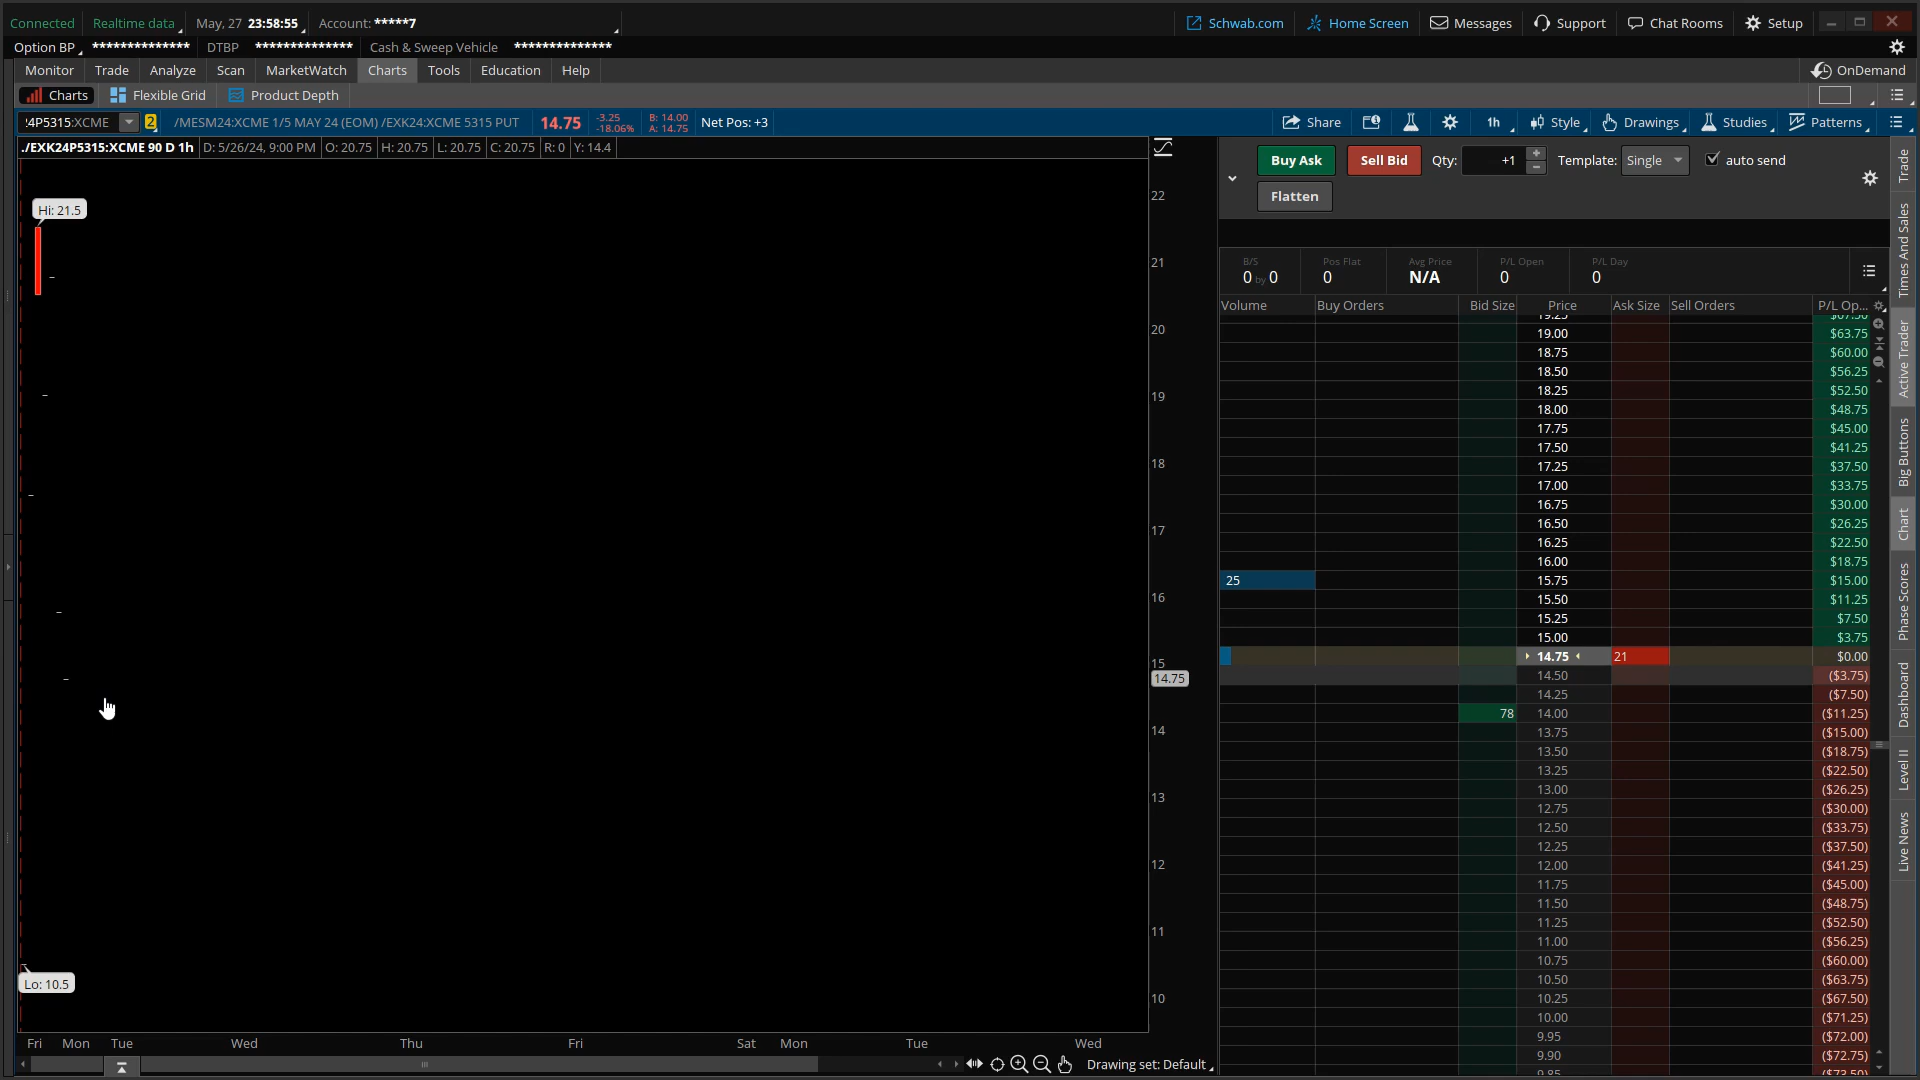 Connected Realtime data May, 27 23:58:55 Account: *****7 Schwab.com Home Screen Messages Support Chat Rooms Setup
Option BP ************** DTBP ************** Cash & Sweep Vehicle **************
Monitor Trade Analyze Scan MarketWatch Charts Tools Education Help OnDemand
Charts Flexible Grid Product Depth
!4P5315:XCME 2 /MESM24:XCME 1/5 MAY 24 (EOM) /EXK24:XCME 5315 PUT 14.75 -3.25 -18.06% B: 14.00 A: 14.75 Net Pos: +3 Share 1h Style Drawings Studies Patterns
./EXK24P5315:XCME 90 D 1h D: 5/26/24, 9:00 PM O: 20.75 H: 20.75 L: 20.75 C: 20.75 R: 0 Y: 14.4
Hi: 21.5
22
21
20
19
18
17
16
15
14.75
14
13
12
11
10
Lo: 10.5
Fri Mon Tue Wed Thu Fri Sat Mon Tue Wed
Drawing set: Default
Buy Ask Sell Bid Qty: +1 Template: Single auto send
Flatten
B/S Pos Flat Avg Price P/L Open P/L Day
0 by 0 0 N/A 0 0
Volume Buy Orders Bid Size Price Ask Size Sell Orders P/L Op...
19.25 $67.50
19.00 $63.75
18.75 $60.00
18.50 $56.25
18.25 $52.50
18.00 $48.75
17.75 $45.00
17.50 $41.25
17.25 $37.50
17.00 $33.75
16.75 $30.00
16.50 $26.25
16.25 $22.50
16.00 $18.75
25 15.75 $15.00
15.50 $11.25
15.25 $7.50
15.00 $3.75
14.75 21 $0.00
14.50 ($3.75)
14.25 ($7.50)
78 14.00 ($11.25)
13.75 ($15.00)
13.50 ($18.75)
13.25 ($22.50)
13.00 ($26.25)
12.75 ($30.00)
12.50 ($33.75)
12.25 ($37.50)
12.00 ($41.25)
11.75 ($45.00)
11.50 ($48.75)
11.25 ($52.50)
11.00 ($56.25)
10.75 ($60.00)
10.50 ($63.75)
10.25 ($67.50)
10.00 ($71.25)
9.95 ($72.00)
9.90 ($72.75)
9.85 ($73.50)
Trade
Times And Sales
Active Trader
Big Buttons
Chart
Phase Scores
Dashboard
Level II
Live News